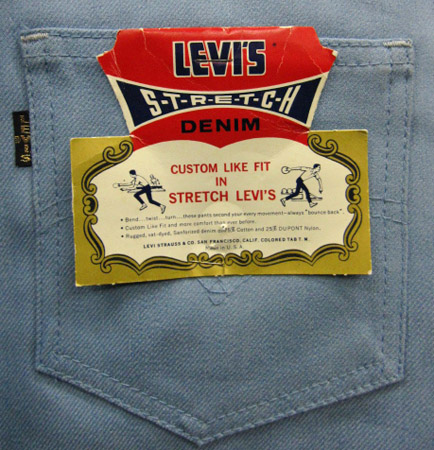 LEVI'S
S-T-R-E-T-C-H
DENIM
CUSTOM LIKE FIT
IN
STRETCH LEVI'S
• Bend... twist... turn... these pants second your every movement—always "bounce back".
• Custom Like Fit and more comfort than ever before.
• Rugged, vat-dyed, Sanforized denim of 75% Cotton and 25% DUPONT Nylon.
LEVI STRAUSS & CO. SAN FRANCISCO, CALIF. COLORED TAB T. M.
Made in U. S. A.
LEVI'S